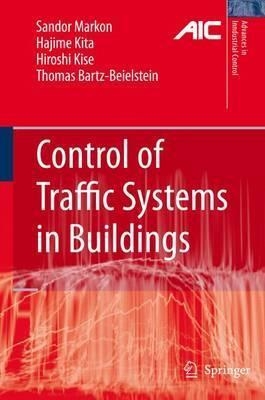 Sandor Markon
Hajime Kita
Hiroshi Kise
Thomas Bartz-Beielstein
AIC
Advances in
Industrial Control
Control of
Traffic Systems
in Buildings
Springer